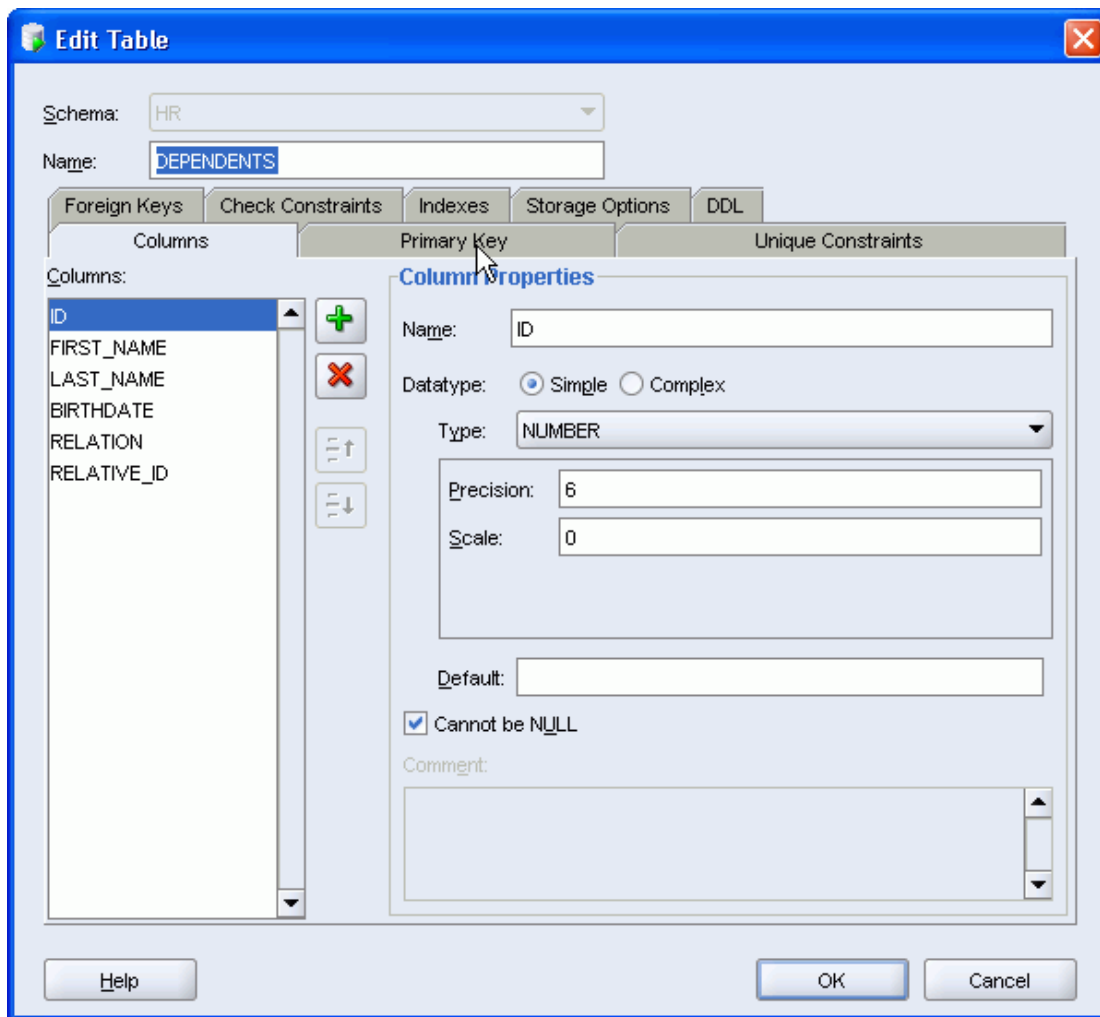 Edit Table
Schema: HR
Name: DEPENDENTS
Foreign Keys Check Constraints Indexes Storage Options DDL
Columns Primary Key Unique Constraints
Columns:
ID
FIRST_NAME
LAST_NAME
BIRTHDATE
RELATION
RELATIVE_ID
Column Properties
Name: ID
Datatype: Simple Complex
Type: NUMBER
Precision: 6
Scale: 0
Default:
Cannot be NULL
Comment:
Help OK Cancel